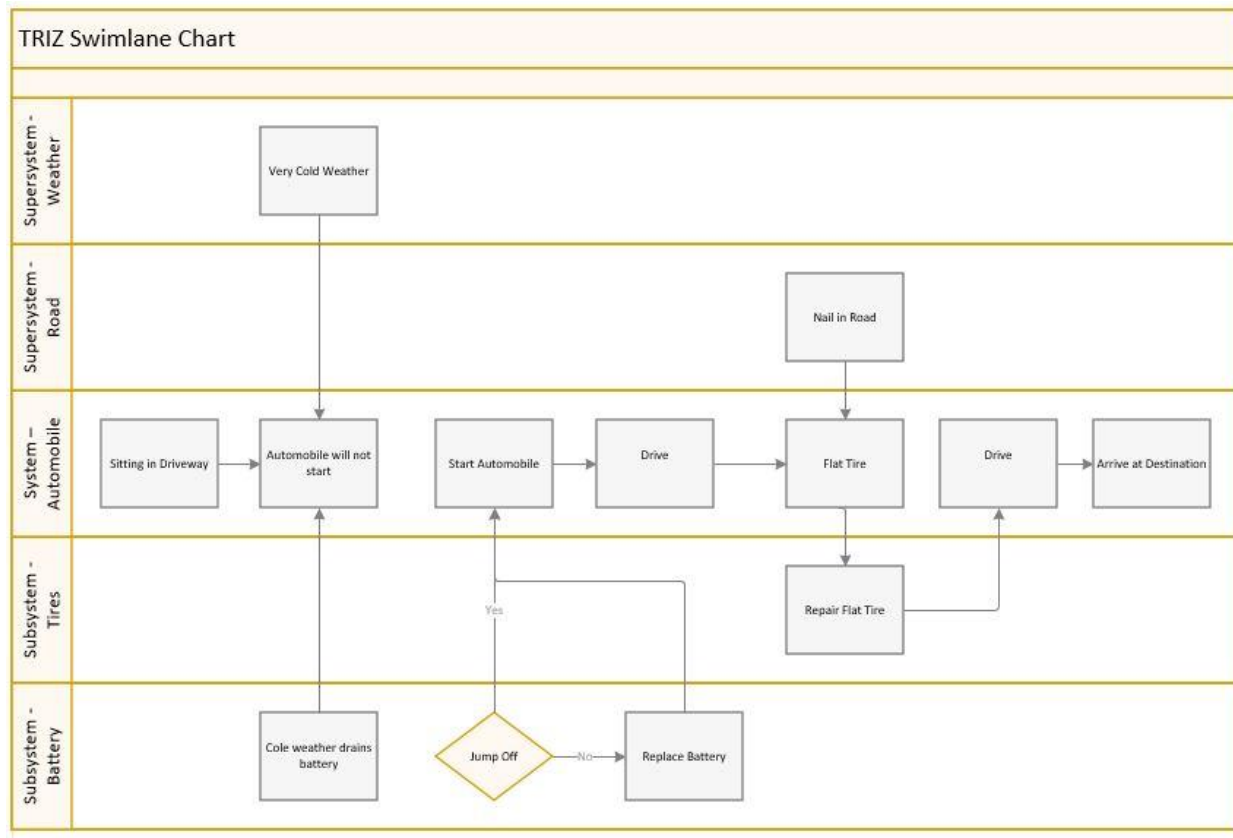 TRIZ Swimlane Chart
Supersystem -
Weather
Very Cold Weather
Supersystem -
Road
Nail in Road
System –
Automobile
Sitting in Driveway
Automobile will not
start
Start Automobile
Drive
Flat Tire
Drive
Arrive at Destination
Subsystem -
Tires
Yes
Repair Flat Tire
Subsystem -
Battery
Cole weather drains
battery
Jump Off
No
Replace Battery